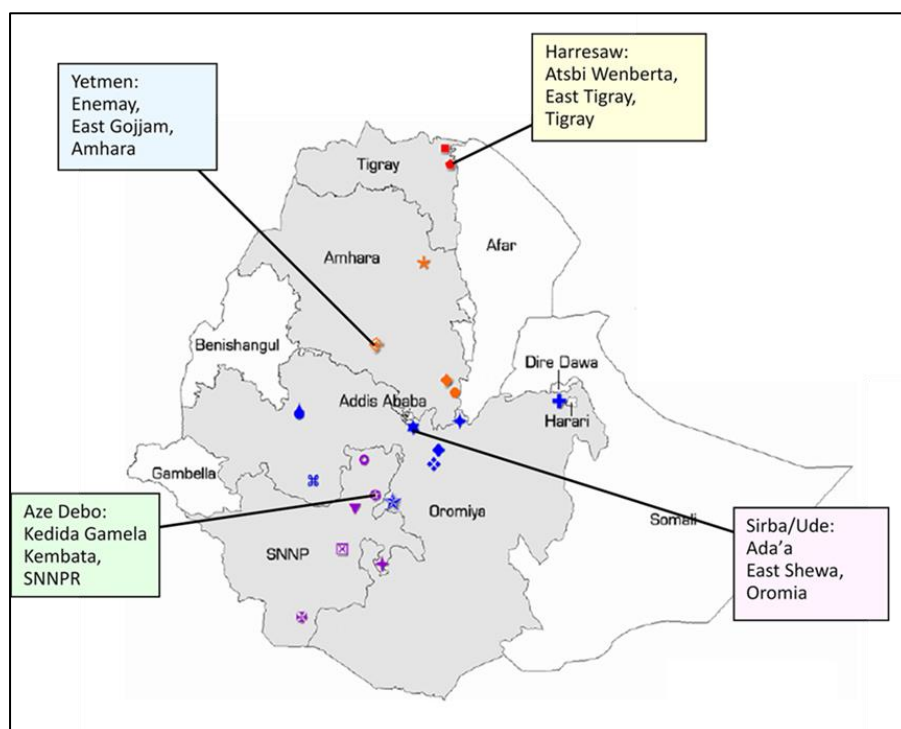 Harresaw:
Atsbi Wenberta,
East Tigray,
Tigray
Yetmen:
Enemay,
East Gojjam,
Amhara
Tigray
Afar
Amhara
Benishangul
Dire Dawa
Addis Ababa
Harari
Gambella
Oromiya
Somali
SNNP
Aze Debo:
Kedida Gamela
Kembata,
SNNPR
Sirba/Ude:
Ada’a
East Shewa,
Oromia